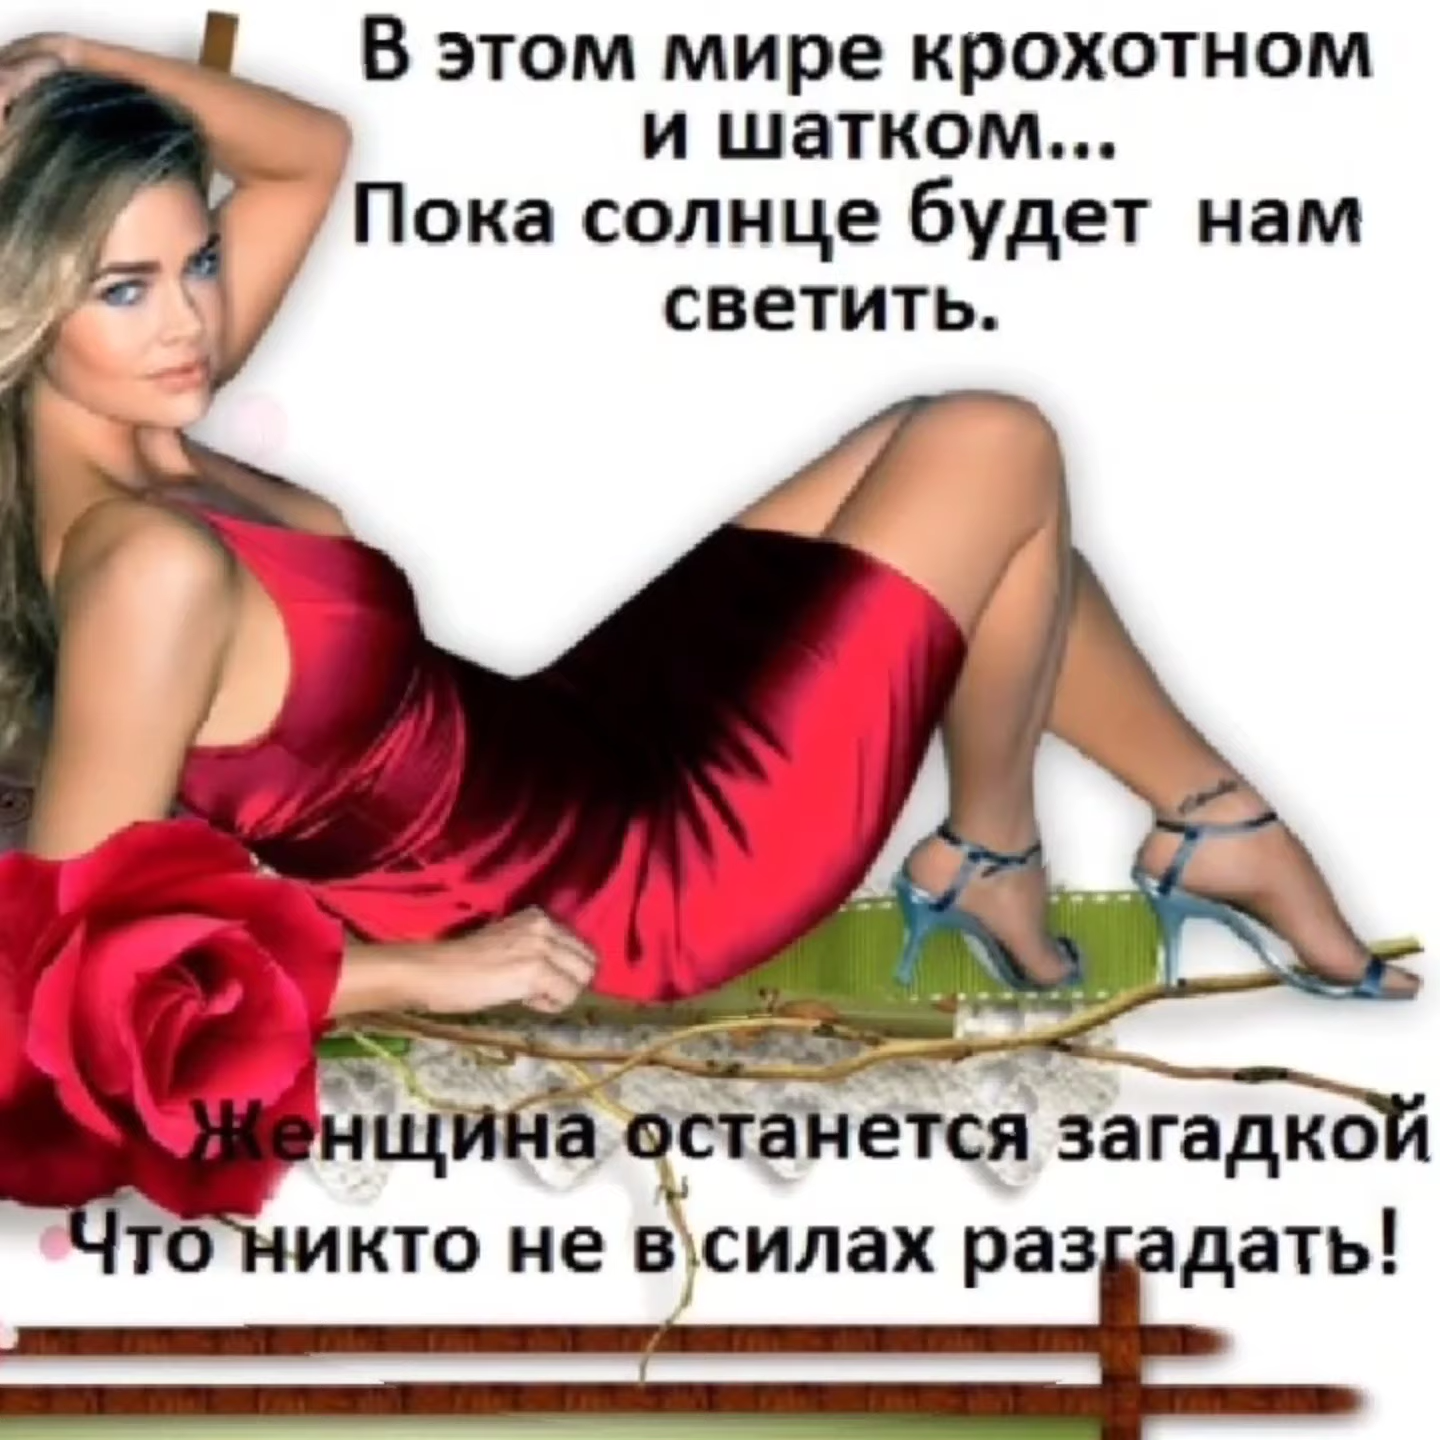 В этом мире крохотном
и шатком...
Пока солнце будет нам
светить.
Женщина останется загадкой
Что никто не в силах разгадать!